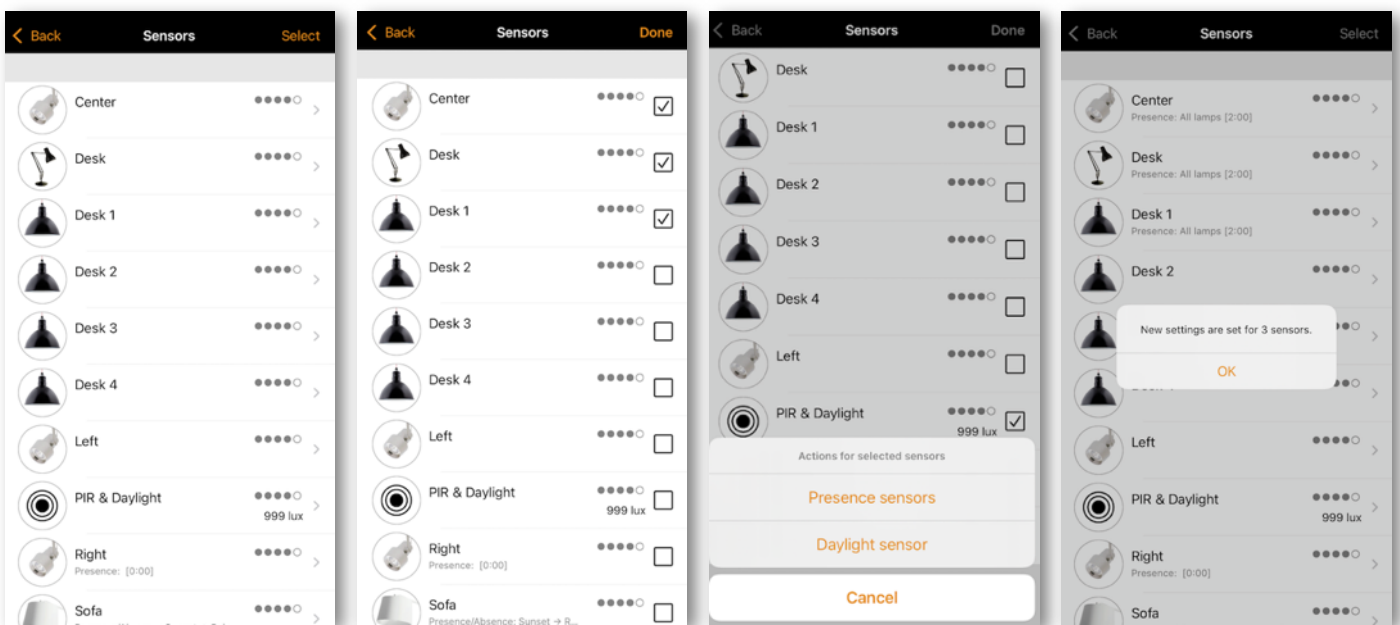 Back Sensors Select
Center
Desk
Desk 1
Desk 2
Desk 3
Desk 4
Left
PIR & Daylight
999 lux
Right
Presence: [0:00]
Sofa
Back Sensors Done
Center
Desk
Desk 1
Desk 2
Desk 3
Desk 4
Left
PIR & Daylight
999 lux
Right
Presence: [0:00]
Sofa
Presence/Absence: Sunset → R...
Back Sensors Done
Desk
Desk 1
Desk 2
Desk 3
Desk 4
Left
PIR & Daylight
999 lux
Actions for selected sensors
Presence sensors
Daylight sensor
Cancel
Back Sensors Select
Center
Presence: All lamps [2:00]
Desk
Presence: All lamps [2:00]
Desk 1
Presence: All lamps [2:00]
Desk 2
New settings are set for 3 sensors.
OK
Left
PIR & Daylight
999 lux
Right
Presence: [0:00]
Sofa